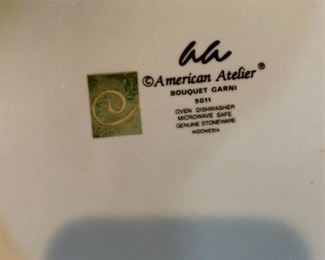 aa
©American Atelier®
BOUQUET GARNI
5011
OVEN DISHWASHER
MICROWAVE SAFE
GENUINE STONEWARE
INDONESIA